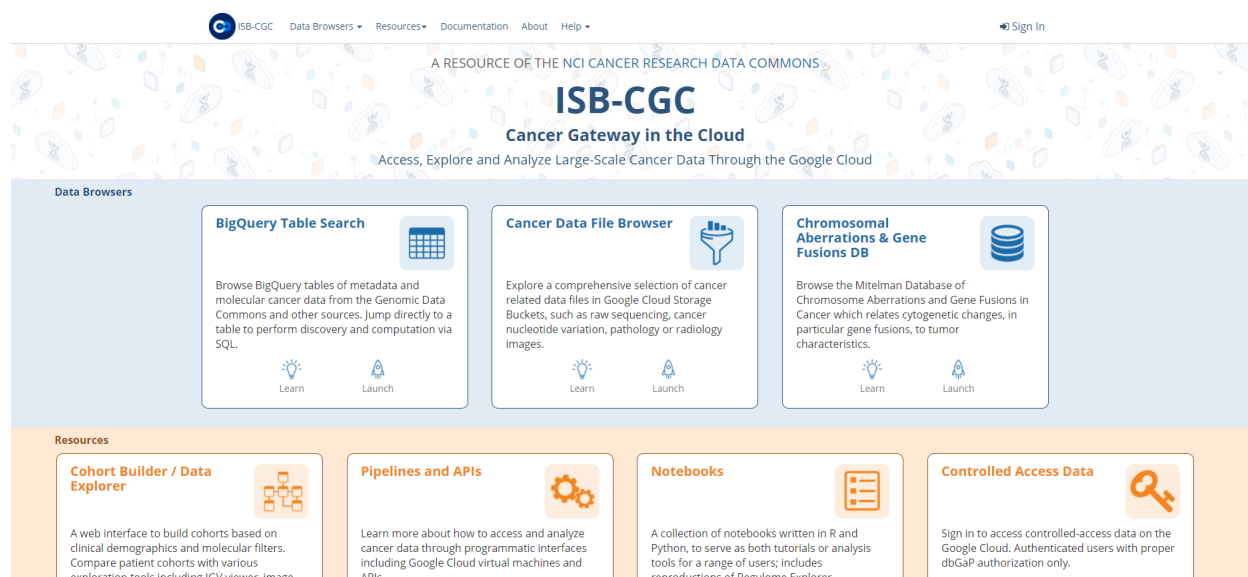 ISB-CGC Data Browsers Resources Documentation About Help Sign In
A RESOURCE OF THE NCI CANCER RESEARCH DATA COMMONS
ISB-CGC
Cancer Gateway in the Cloud
Access, Explore and Analyze Large-Scale Cancer Data Through the Google Cloud
Data Browsers
BigQuery Table Search
Browse BigQuery tables of metadata and
molecular cancer data from the Genomic Data
Commons and other sources. Jump directly to a
table to perform discovery and computation via
SQL.
Learn Launch
Cancer Data File Browser
Explore a comprehensive selection of cancer
related data files in Google Cloud Storage
Buckets, such as raw sequencing, cancer
nucleotide variation, pathology or radiology
images.
Learn Launch
Chromosomal
Aberrations & Gene
Fusions DB
Browse the Mitelman Database of
Chromosome Aberrations and Gene Fusions in
Cancer which relates cytogenetic changes, in
particular gene fusions, to tumor
characteristics.
Learn Launch
Resources
Cohort Builder / Data
Explorer
A web interface to build cohorts based on
clinical demographics and molecular filters.
Compare patient cohorts with various
exploration tools including IGV viewer, image
Pipelines and APIs
Learn more about how to access and analyze
cancer data through programmatic interfaces
including Google Cloud virtual machines and
APIs.
Notebooks
A collection of notebooks written in R and
Python, to serve as both tutorials or analysis
tools for a range of users; includes
reproductions of Regulome Explorer
Controlled Access Data
Sign in to access controlled-access data on the
Google Cloud. Authenticated users with proper
dbGaP authorization only.